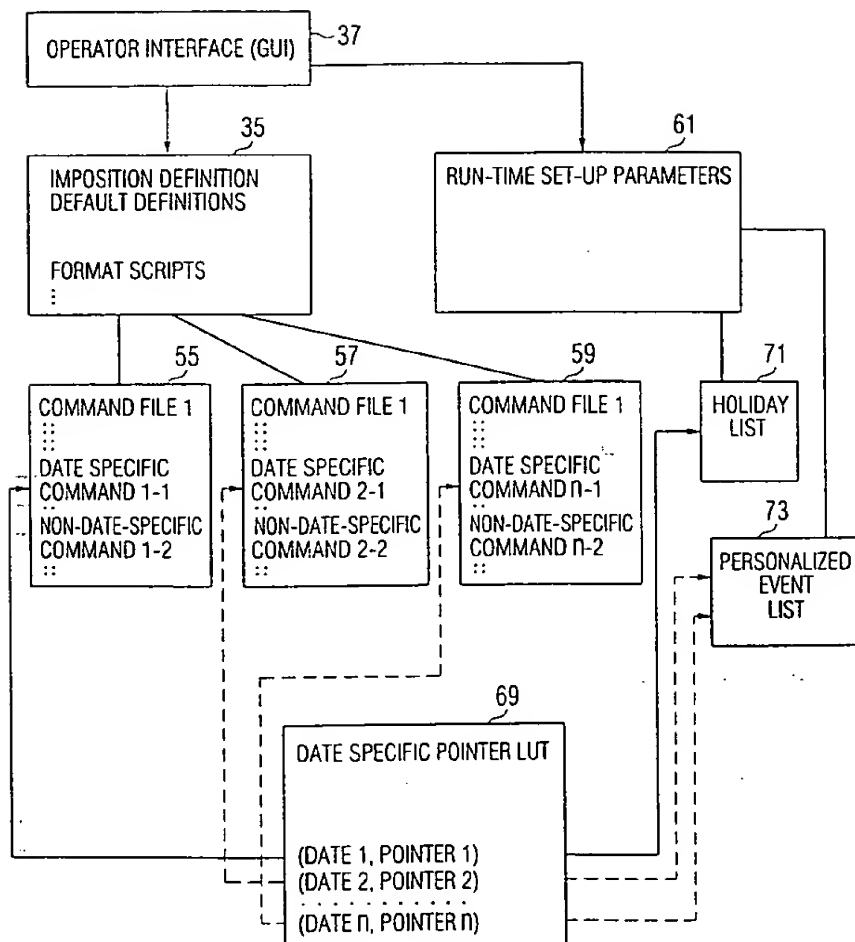 OPERATOR INTERFACE (GUI)
37
35
IMPOSITION DEFINITION
DEFAULT DEFINITIONS
FORMAT SCRIPTS
:
61
RUN-TIME SET-UP PARAMETERS
55
COMMAND FILE 1
::
::
DATE SPECIFIC
COMMAND 1-1
::
NON-DATE-SPECIFIC
COMMAND 1-2
::
57
COMMAND FILE 1
::
::
DATE SPECIFIC
COMMAND 2-1
::
NON-DATE-SPECIFIC
COMMAND 2-2
::
59
COMMAND FILE 1
::
::
DATE SPECIFIC
COMMAND n-1
::
NON-DATE-SPECIFIC
COMMAND n-2
::
71
HOLIDAY
LIST
73
PERSONALIZED
EVENT
LIST
69
DATE SPECIFIC POINTER LUT
(DATE 1, POINTER 1)
(DATE 2, POINTER 2)
. . . . . . . . . . . .
(DATE n, POINTER n)